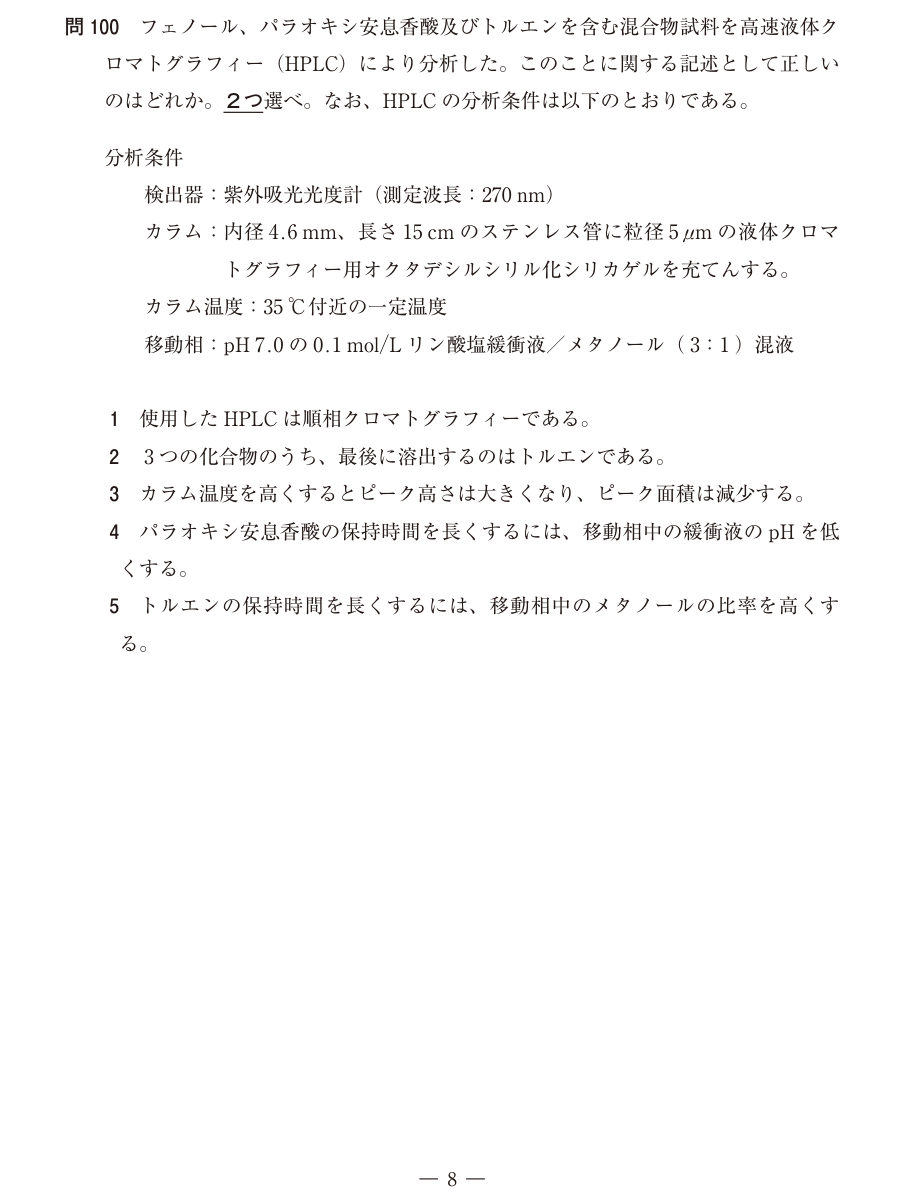 問 100 フェノール、パラオキシ安息香酸及びトルエンを含む混合物試料を高速液体ク
ロマトグラフィー（HPLC）により分析した。このことに関する記述として正しい
のはどれか。２つ選べ。なお、HPLC の分析条件は以下のとおりである。
分析条件
検出器：紫外吸光光度計（測定波長：270 nm）
カラム：内径 4.6 mm、長さ 15 cm のステンレス管に粒径 5 μm の液体クロマ
トグラフィー用オクタデシルシリル化シリカゲルを充てんする。
カラム温度：35 ℃付近の一定温度
移動相：pH 7.0 の 0.1 mol/L リン酸塩緩衝液／メタノール（ 3：1 ）混液
1 使用した HPLC は順相クロマトグラフィーである。
2 3 つの化合物のうち、最後に溶出するのはトルエンである。
3 カラム温度を高くするとピーク高さは大きくなり、ピーク面積は減少する。
4 パラオキシ安息香酸の保持時間を長くするには、移動相中の緩衝液の pH を低
くする。
5 トルエンの保持時間を長くするには、移動相中のメタノールの比率を高くす
る。
― 8 ―